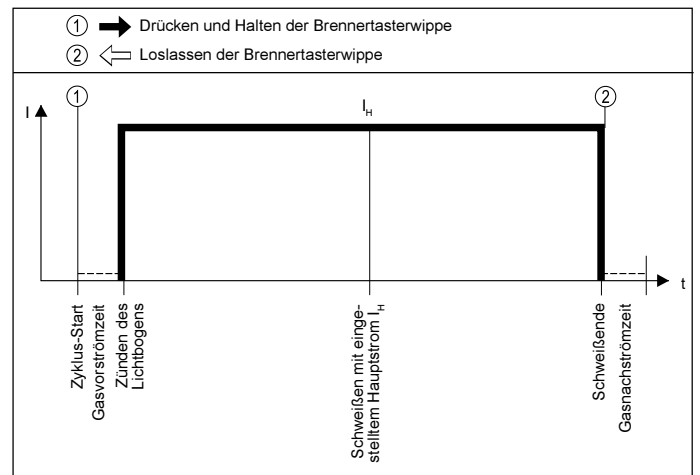 ① Drücken und Halten der Brennertasterwippe
② Loslassen der Brennertasterwippe
① ②
I
I_H
t
Zyklus-Start
Gasvorströmzeit
Zünden des
Lichtbogens
Schweißen mit einge-
stelltem Hauptstrom I_H
Schweißende
Gasnachströmzeit